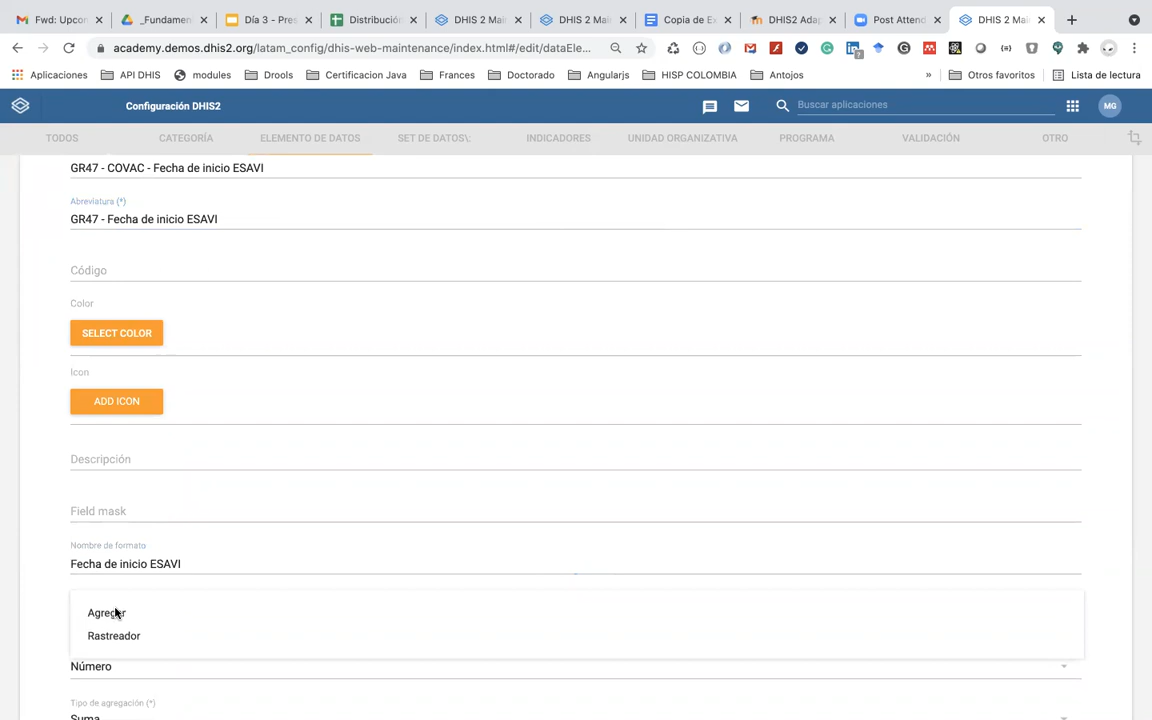 Fwd: Upcon
_Fundamen
Día 3 - Pres
Distribución
DHIS 2 Mai
DHIS 2 Mai
Copia de Ex
DHIS2 Adap
Post Attend
DHIS 2 Mai
academy.demos.dhis2.org/latam_config/dhis-web-maintenance/index.html#/edit/dataEle...
Aplicaciones
API DHIS
modules
Drools
Certificacion Java
Frances
Doctorado
Angularjs
HISP COLOMBIA
Antojos
»
Otros favoritos
Lista de lectura
Configuración DHIS2
Buscar aplicaciones
MG
TODOS
CATEGORÍA
ELEMENTO DE DATOS
SET DE DATOS\;
INDICADORES
UNIDAD ORGANIZATIVA
PROGRAMA
VALIDACIÓN
OTRO
GR47 - COVAC - Fecha de inicio ESAVI
Abreviatura (*)
GR47 - Fecha de inicio ESAVI
Código
Color
SELECT COLOR
Icon
ADD ICON
Descripción
Field mask
Nombre de formato
Fecha de inicio ESAVI
Agregar
Rastreador
Número
Tipo de agregación (*)
Suma